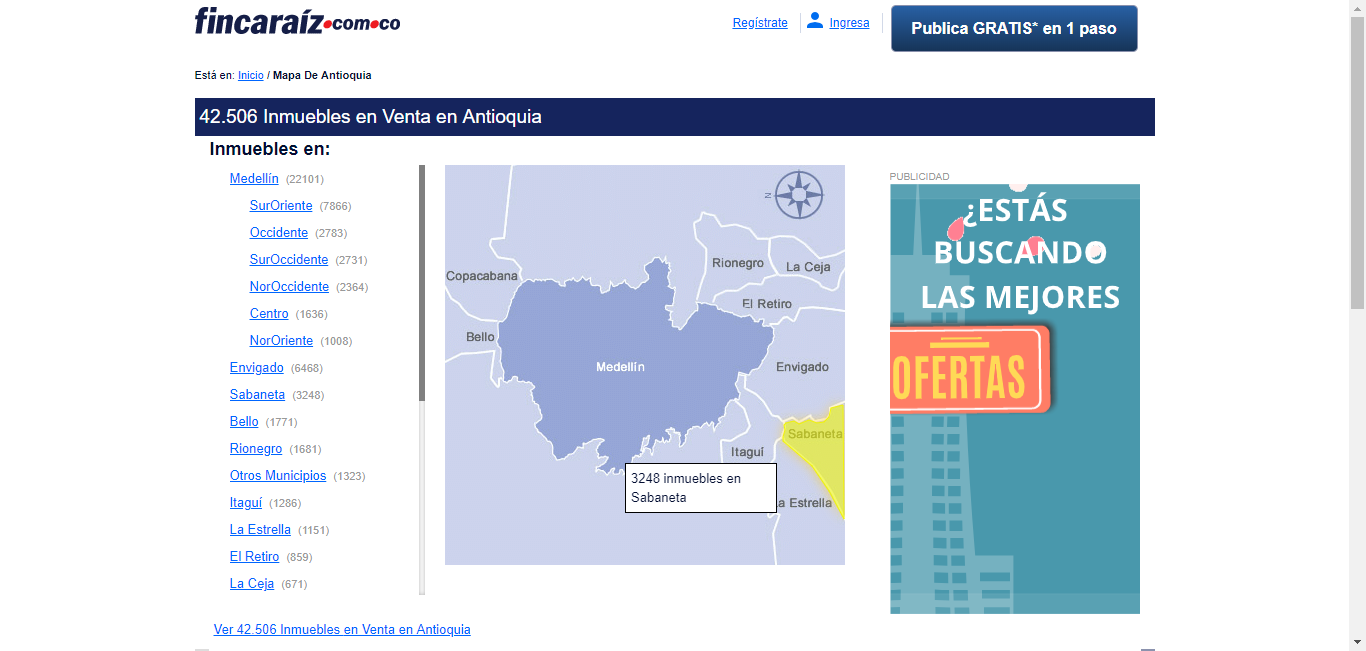 fincaraíz.com.co
Regístrate
Ingresa
Publica GRATIS* en 1 paso
Está en: Inicio / Mapa De Antioquia
42.506 Inmuebles en Venta en Antioquia
Inmuebles en:
Medellín (22101)
SurOriente (7866)
Occidente (2783)
SurOccidente (2731)
NorOccidente (2364)
Centro (1636)
NorOriente (1008)
Envigado (6468)
Sabaneta (3248)
Bello (1771)
Rionegro (1681)
Otros Municipios (1323)
Itaguí (1286)
La Estrella (1151)
El Retiro (859)
La Ceja (671)
Ver 42.506 Inmuebles en Venta en Antioquia
N
Copacabana
Rionegro
La Ceja
El Retiro
Bello
Medellín
Envigado
Sabaneta
Itaguí
a Estrella
3248 inmuebles en
Sabaneta
PUBLICIDAD
¿ESTÁS
BUSCANDO
LAS MEJORES
OFERTAS